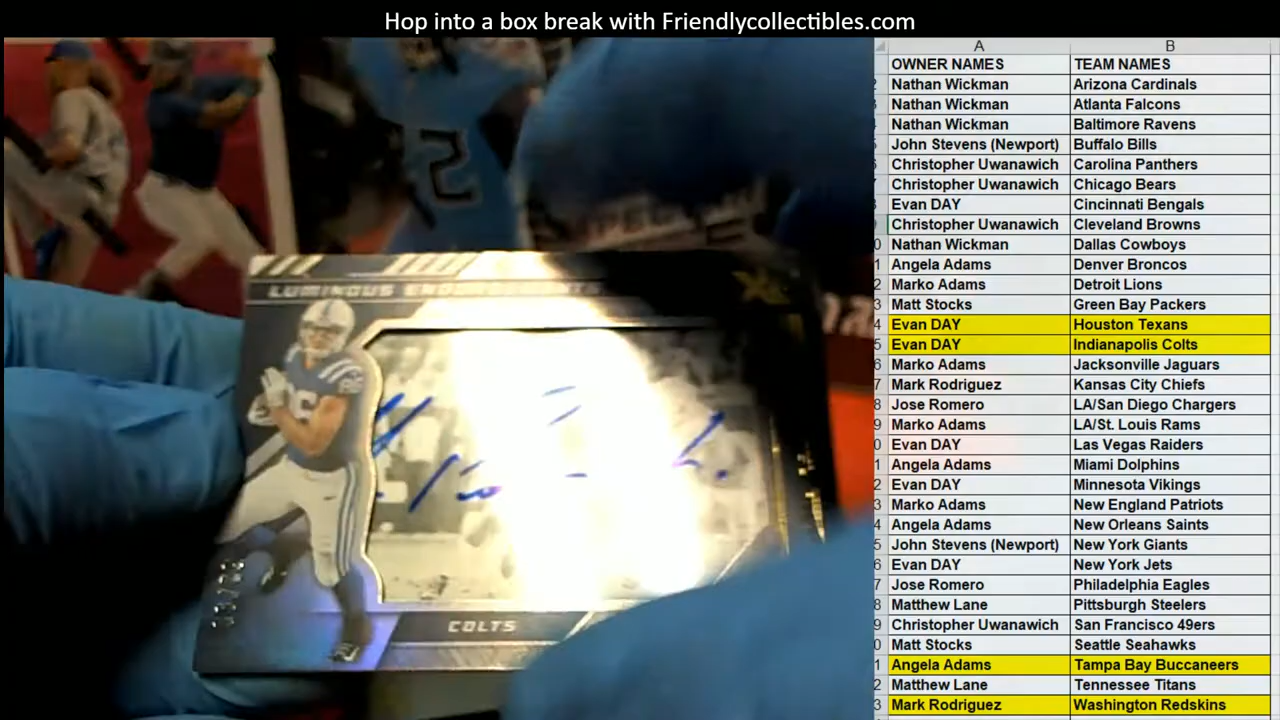 Hop into a box break with Friendlycollectibles.com
A B
OWNER NAMES TEAM NAMES
Nathan Wickman Arizona Cardinals
Nathan Wickman Atlanta Falcons
Nathan Wickman Baltimore Ravens
John Stevens (Newport) Buffalo Bills
Christopher Uwanawich Carolina Panthers
Christopher Uwanawich Chicago Bears
Evan DAY Cincinnati Bengals
Christopher Uwanawich Cleveland Browns
Nathan Wickman Dallas Cowboys
Angela Adams Denver Broncos
Marko Adams Detroit Lions
Matt Stocks Green Bay Packers
Evan DAY Houston Texans
Evan DAY Indianapolis Colts
Marko Adams Jacksonville Jaguars
Mark Rodriguez Kansas City Chiefs
Jose Romero LA/San Diego Chargers
Marko Adams LA/St. Louis Rams
Evan DAY Las Vegas Raiders
Angela Adams Miami Dolphins
Evan DAY Minnesota Vikings
Marko Adams New England Patriots
Angela Adams New Orleans Saints
John Stevens (Newport) New York Giants
Evan DAY New York Jets
Jose Romero Philadelphia Eagles
Matthew Lane Pittsburgh Steelers
Christopher Uwanawich San Francisco 49ers
Matt Stocks Seattle Seahawks
Angela Adams Tampa Bay Buccaneers
Matthew Lane Tennessee Titans
Mark Rodriguez Washington Redskins
2
LUMINOUS ENDORSEMENTS
COLTS